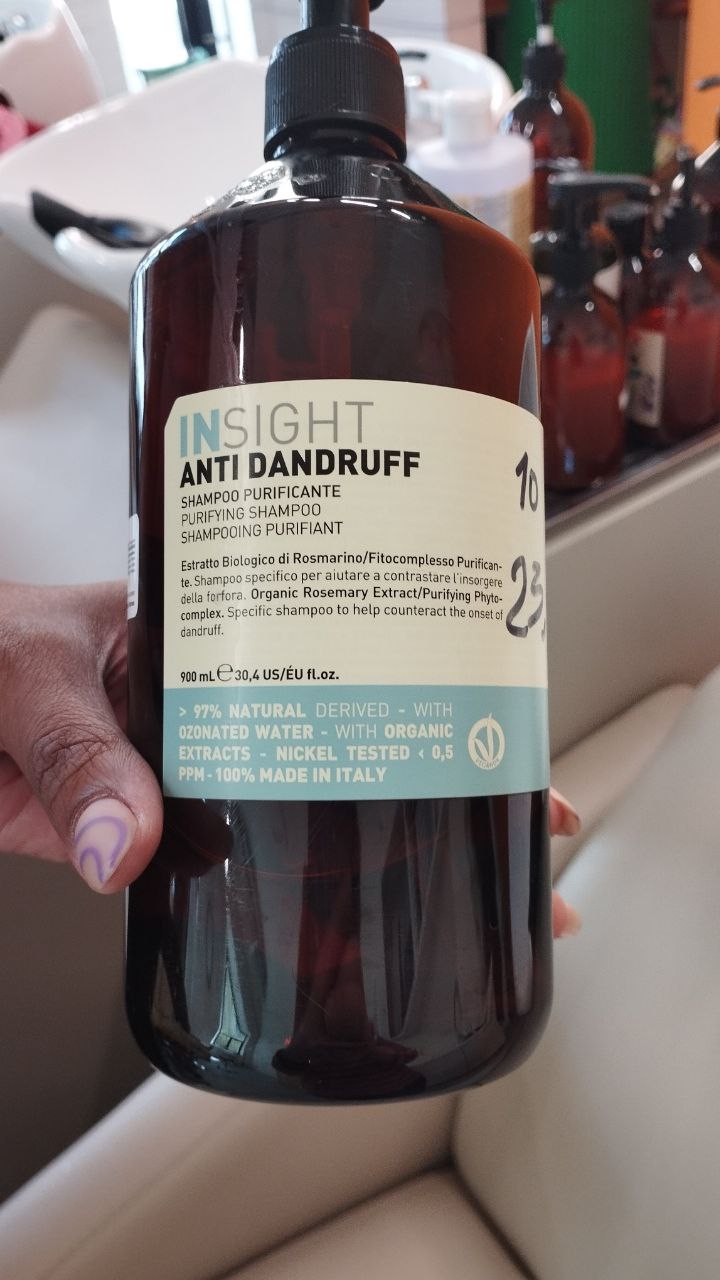 INSIGHT
ANTI DANDRUFF
SHAMPOO PURIFICANTE
PURIFYING SHAMPOO
SHAMPOOING PURIFIANT
Estratto Biologico di Rosmarino/Fitocomplesso Purifican-
te. Shampoo specifico per aiutare a contrastare l'insorgere
della forfora. Organic Rosemary Extract/Purifying Phyto-
complex. Specific shampoo to help counteract the onset of
dandruff.
900 mL ℮ 30,4 US/ÉU fl.oz.
> 97% NATURAL DERIVED - WITH
OZONATED WATER - WITH ORGANIC
EXTRACTS - NICKEL TESTED < 0,5
PPM - 100% MADE IN ITALY
10
23